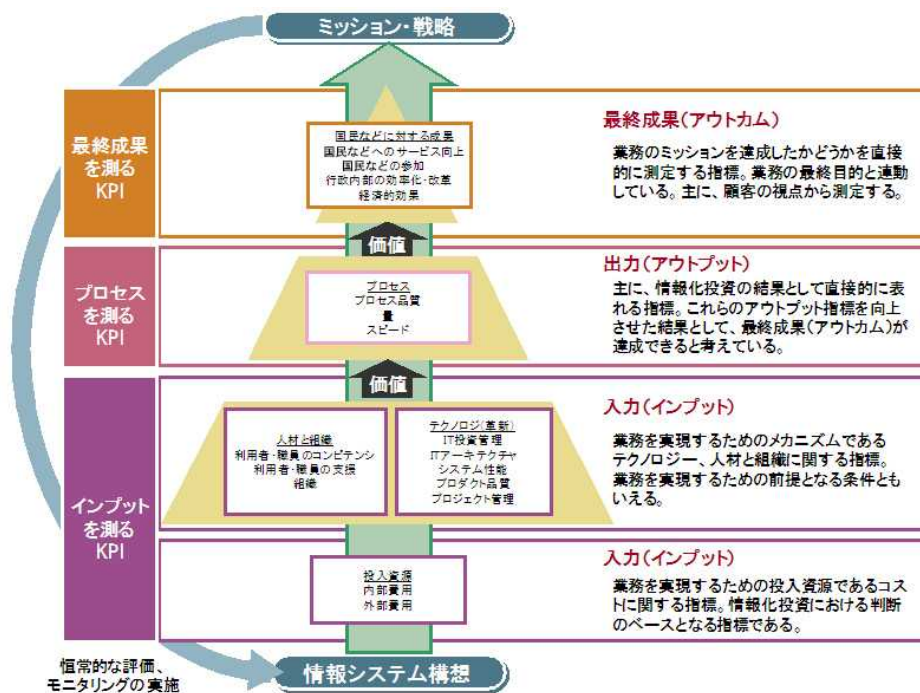 ミッション・戦略
最終成果
を測る
KPI
国民などに対する成果
国民などへのサービス向上
国民などの参加
行政内部の効率化・改革
経済的効果
最終成果(アウトカム)
業務のミッションを達成したかどうかを直接
的に測定する指標。業務の最終目的と連動
している。主に、顧客の視点から測定する。
価値
プロセス
を測る
KPI
プロセス
プロセス品質
量
スピード
出力(アウトプット)
主に、情報化投資の結果として直接的に表
れる指標。これらのアウトプット指標を向上
させた結果として、最終成果(アウトカム)が
達成できると考えている。
価値
インプット
を測る
KPI
人材と組織
利用者・職員のコンピテンシ
利用者・職員の支援
組織
テクノロジ(革新)
IT投資管理
ITアーキテクチャ
システム性能
プロダクト品質
プロジェクト管理
入力(インプット)
業務を実現するためのメカニズムである
テクノロジー、人材と組織に関する指標。
業務を実現するための前提となる条件とも
いえる。
投入資源
内部費用
外部費用
入力(インプット)
業務を実現するための投入資源であるコス
トに関する指標。情報化投資における判断
のベースとなる指標である。
恒常的な評価、
モニタリングの実施
情報システム構想